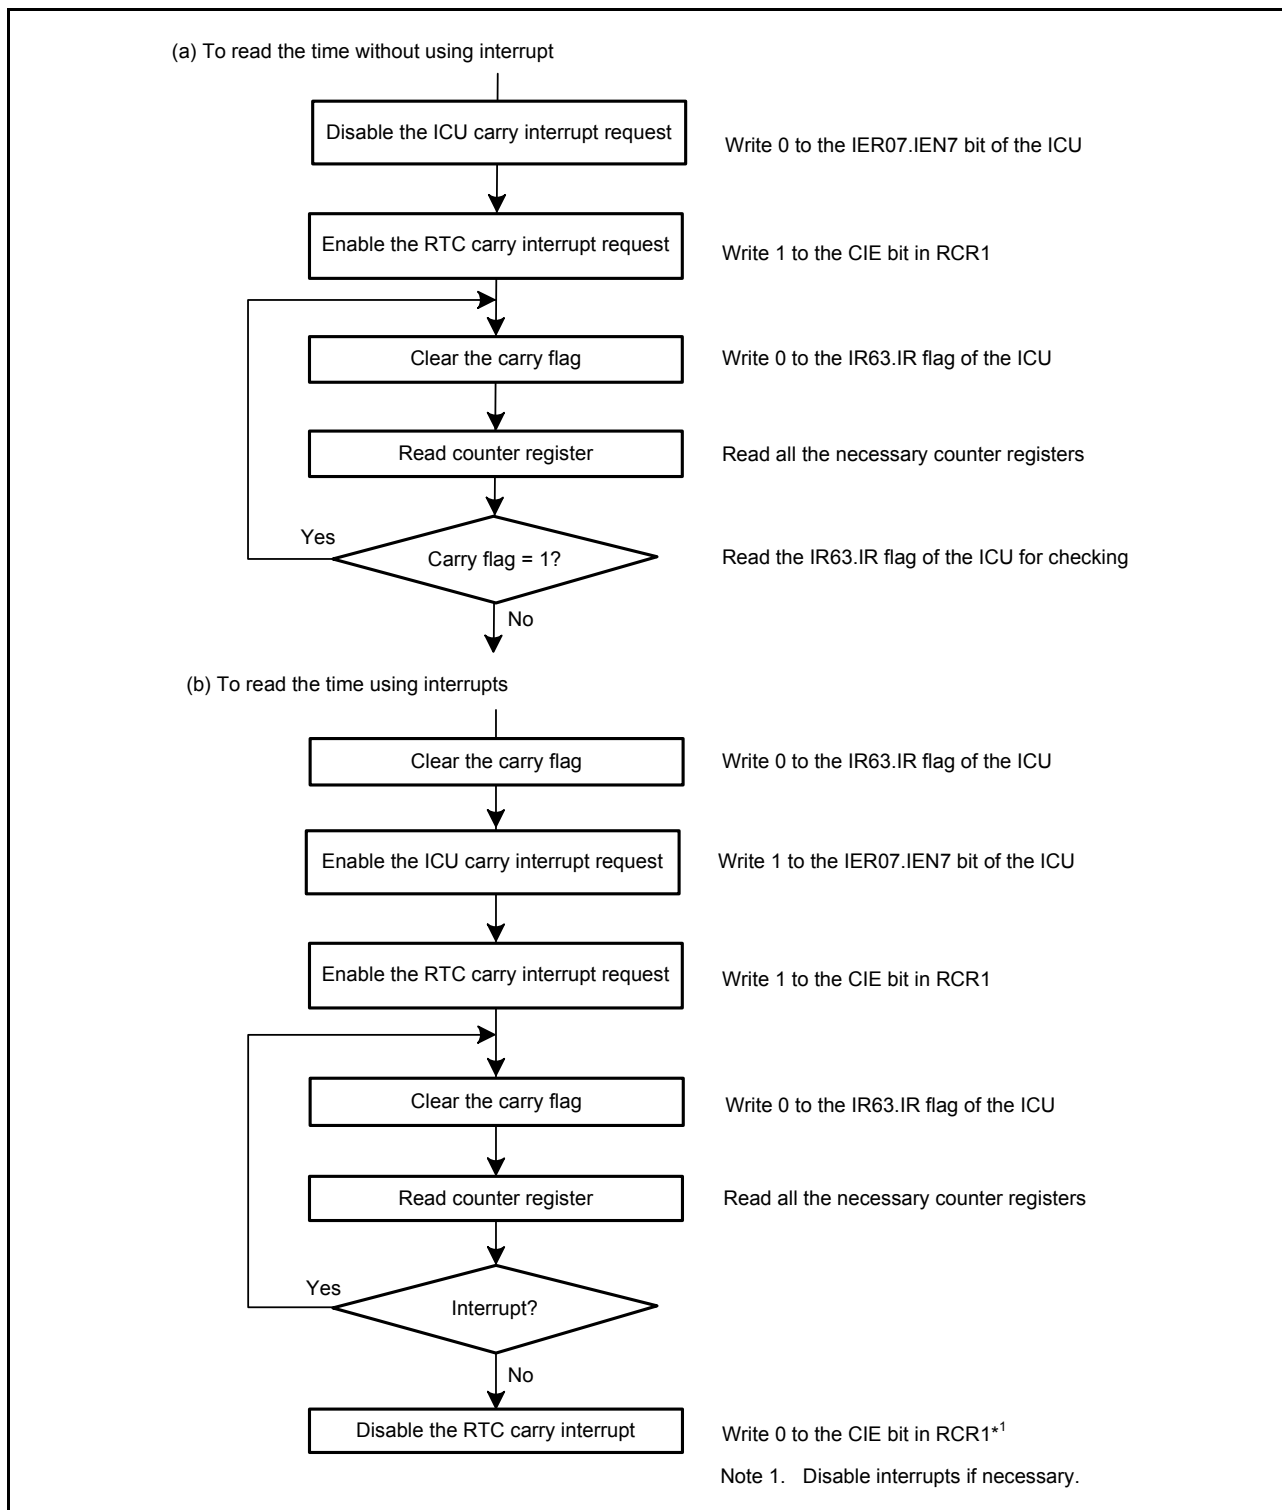 (a) To read the time without using interrupt
Disable the ICU carry interrupt request
Write 0 to the IER07.IEN7 bit of the ICU
Enable the RTC carry interrupt request
Write 1 to the CIE bit in RCR1
Clear the carry flag
Write 0 to the IR63.IR flag of the ICU
Read counter register
Read all the necessary counter registers
Yes
Carry flag = 1?
Read the IR63.IR flag of the ICU for checking
No
(b) To read the time using interrupts
Clear the carry flag
Write 0 to the IR63.IR flag of the ICU
Enable the ICU carry interrupt request
Write 1 to the IER07.IEN7 bit of the ICU
Enable the RTC carry interrupt request
Write 1 to the CIE bit in RCR1
Clear the carry flag
Write 0 to the IR63.IR flag of the ICU
Read counter register
Read all the necessary counter registers
Yes
Interrupt?
No
Disable the RTC carry interrupt
Write 0 to the CIE bit in RCR1*1
Note 1. Disable interrupts if necessary.